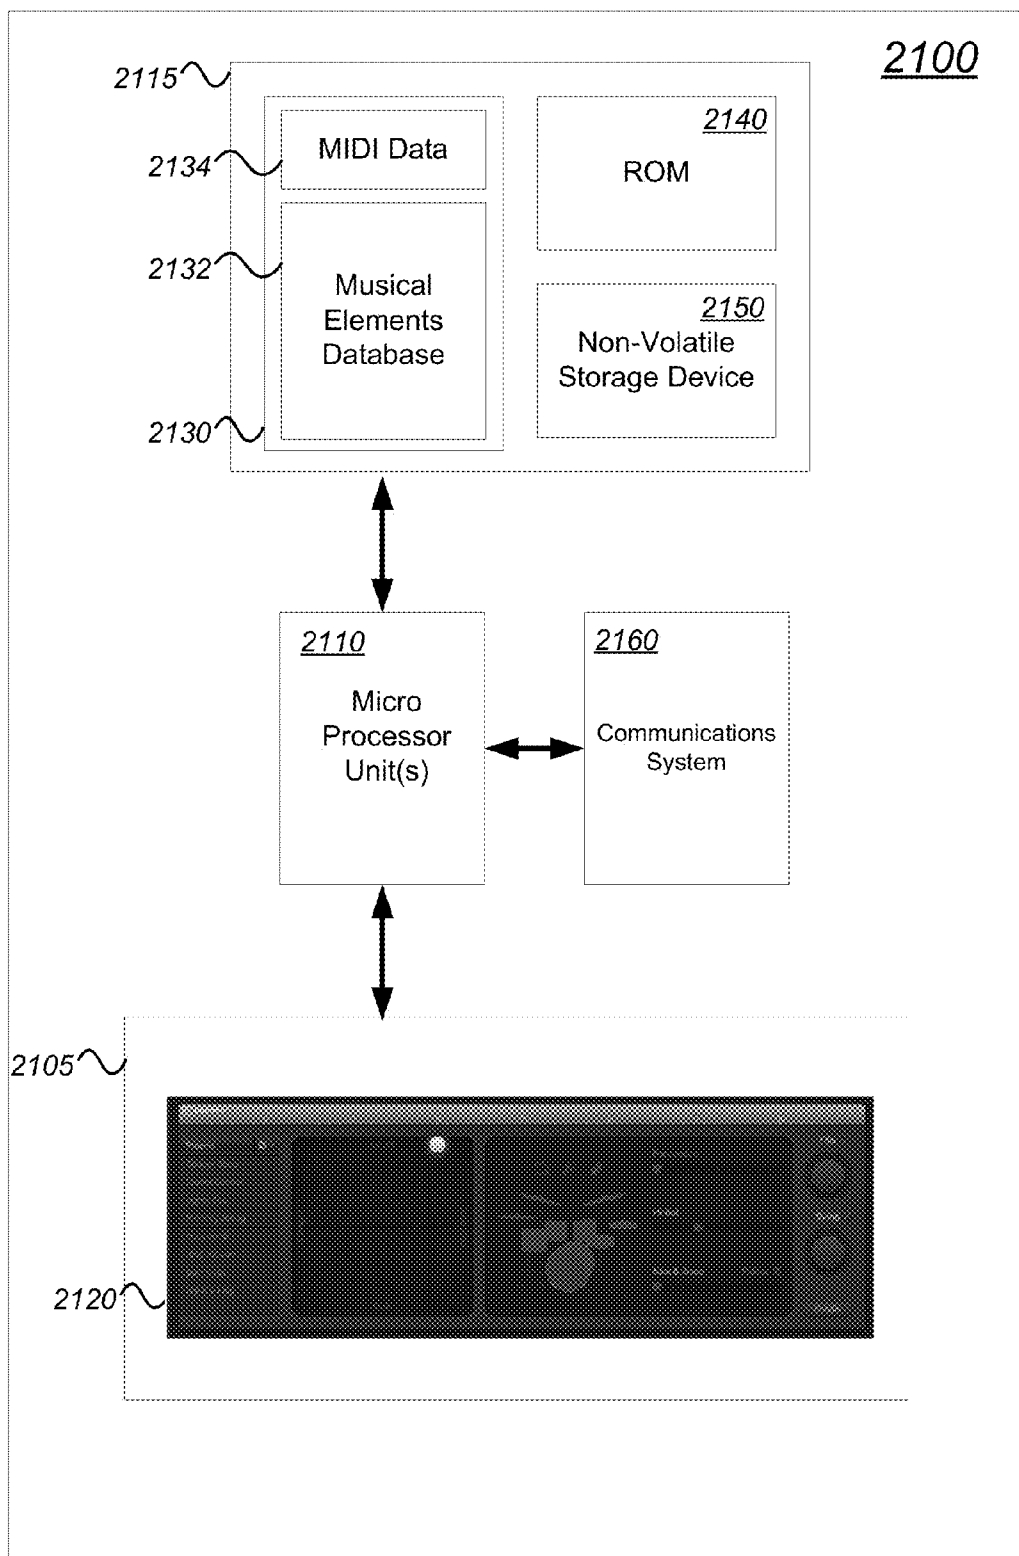 2100
2115
2134
MIDI Data
2140
ROM
2132
Musical
Elements
Database
2150
Non-Volatile
Storage Device
2130
2110
Micro
Processor
Unit(s)
2160
Communications
System
2105
2120